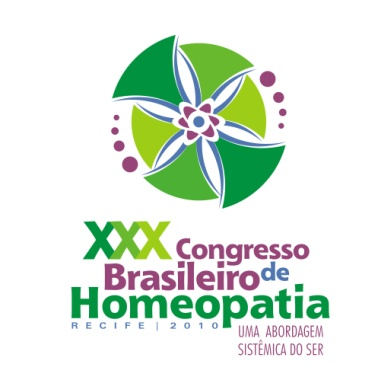 XXX Congresso
Brasileiro de
Homeopatia
RECIFE | 2010
UMA ABORDAGEM
SISTÊMICA DO SER